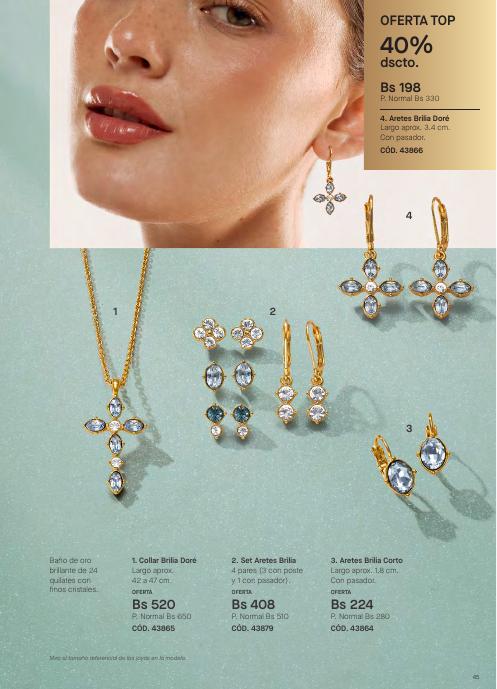 OFERTA TOP
40%
dscto.
Bs 198
P. Normal Bs 330
4. Aretes Brilia Doré
Largo aprox. 3.4 cm.
Con pasador.
CÓD. 43866
4
1
2
3
Baño de oro
brillante de 24
quilates con
finos cristales.
1. Collar Brilia Doré
Largo aprox.
42 a 47 cm.
OFERTA
Bs 520
P. Normal Bs 650
CÓD. 43865
2. Set Aretes Brilia
4 pares (3 con poste
y 1 con pasador).
OFERTA
Bs 408
P. Normal Bs 510
CÓD. 43879
3. Aretes Brilia Corto
Largo aprox. 1.8 cm.
Con pasador.
OFERTA
Bs 224
P. Normal Bs 280
CÓD. 43864
Mira el tamaño referencial de las joyas en la modelo.
45